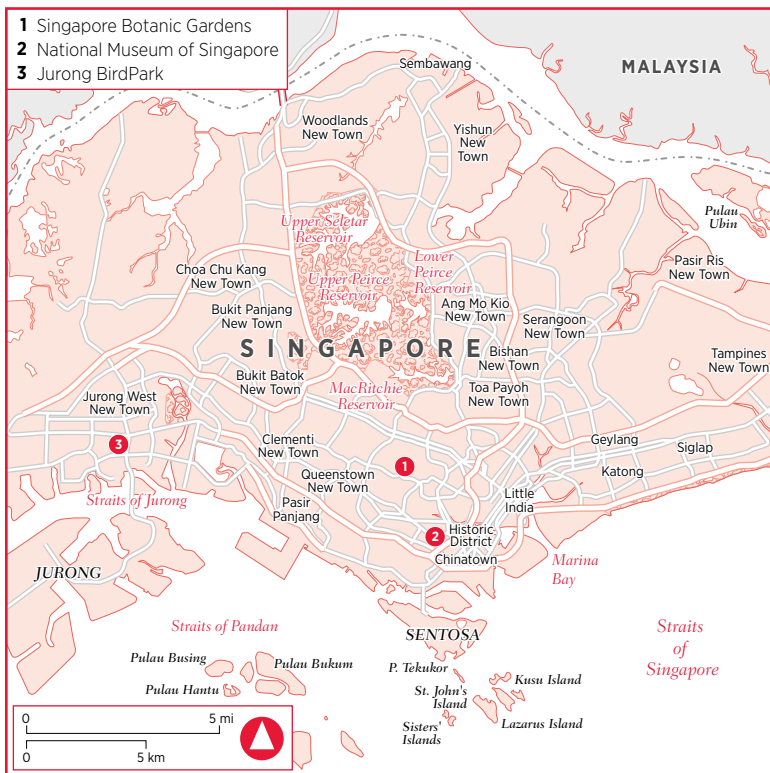 1 Singapore Botanic Gardens
2 National Museum of Singapore
3 Jurong BirdPark
MALAYSIA
Sembawang
Woodlands
New Town
Yishun
New
Town
Pulau
Ubin
Upper Seletar
Reservoir
Lower
Peirce
Reservoir
Pasir Ris
New Town
Choa Chu Kang
New Town
Upper Peirce
Reservoir
Ang Mo Kio
New Town
Bukit Panjang
New Town
Serangoon
New Town
SINGAPORE
Bishan
New Town
Tampines
New Town
Bukit Batok
New Town
MacRitchie
Reservoir
Toa Payoh
New Town
Jurong West
New Town
3
Clementi
New Town
1
Geylang
Siglap
Queenstown
New Town
Katong
Straits of Jurong
Pasir
Panjang
Little
India
2
Historic
District
Chinatown
Marina
Bay
JURONG
Straits of Pandan
SENTOSA
Straits
of
Singapore
Pulau Busing
Pulau Bukum
P. Tekukor
Kusu Island
Pulau Hantu
St. John's
Island
Lazarus Island
Sisters'
Islands
0 5 mi
0 5 km